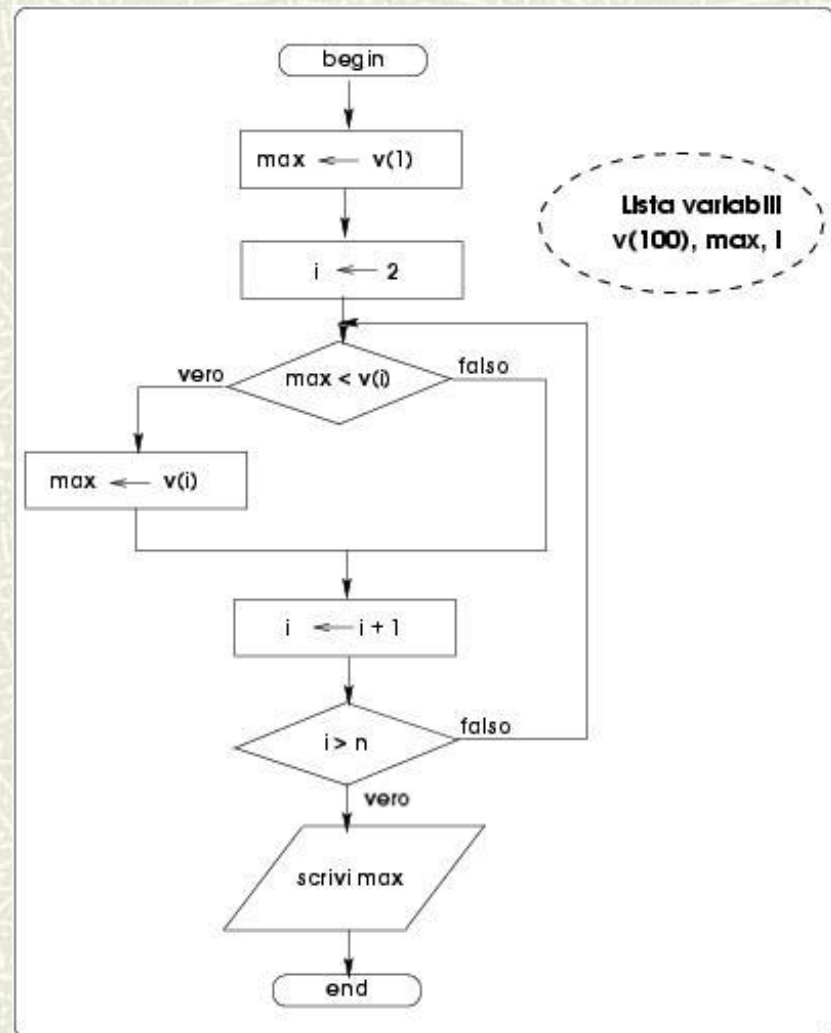 begin
max ← v(1)
Lista variabili
v(100), max, i
i ← 2
vero
max < v(i)
falso
max ← v(i)
i ← i + 1
i > n
falso
vero
scrivi max
end